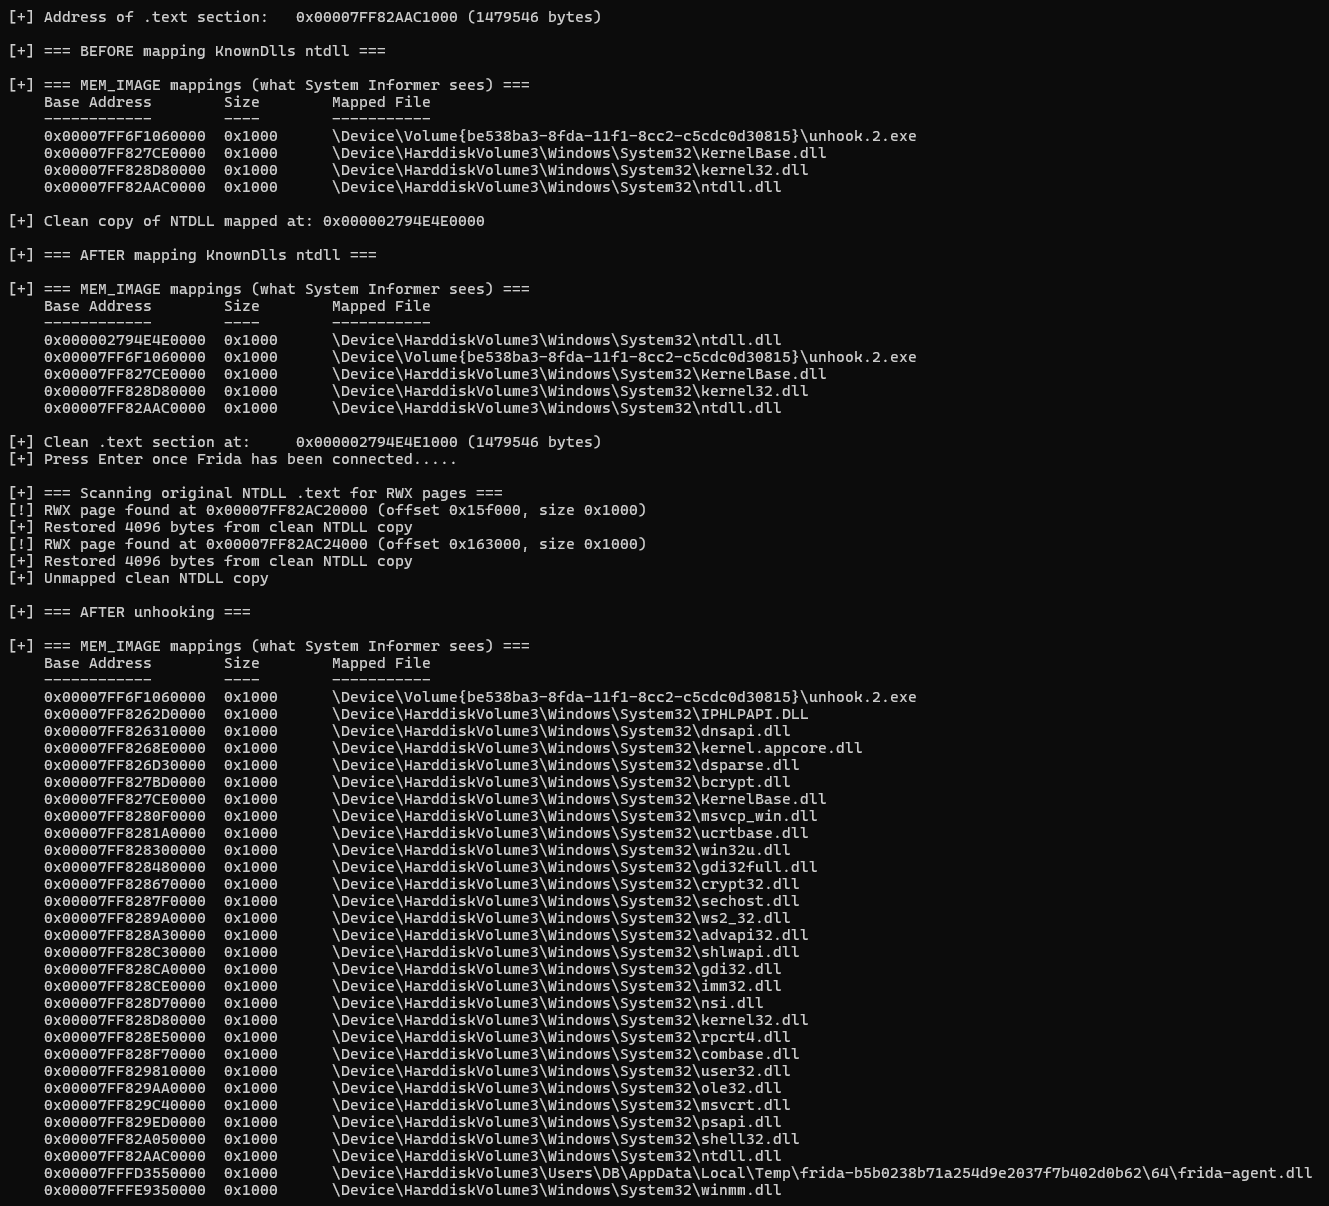 [+] Address of .text section:   0x00007FF82AAC1000 (1479546 bytes)
[+] === BEFORE mapping KnownDlls ntdll ===
[+] === MEM_IMAGE mappings (what System Informer sees) ===
    Base Address        Size        Mapped File
    ------------        ----        -----------
    0x00007FF6F1060000  0x1000      \Device\Volume{be538ba3-8fda-11f1-8cc2-c5cdc0d30815}\unhook.2.exe
    0x00007FF827CE0000  0x1000      \Device\HarddiskVolume3\Windows\System32\KernelBase.dll
    0x00007FF828D80000  0x1000      \Device\HarddiskVolume3\Windows\System32\kernel32.dll
    0x00007FF82AAC0000  0x1000      \Device\HarddiskVolume3\Windows\System32\ntdll.dll
[+] Clean copy of NTDLL mapped at: 0x000002794E4E0000
[+] === AFTER mapping KnownDlls ntdll ===
[+] === MEM_IMAGE mappings (what System Informer sees) ===
    Base Address        Size        Mapped File
    ------------        ----        -----------
    0x000002794E4E0000  0x1000      \Device\HarddiskVolume3\Windows\System32\ntdll.dll
    0x00007FF6F1060000  0x1000      \Device\Volume{be538ba3-8fda-11f1-8cc2-c5cdc0d30815}\unhook.2.exe
    0x00007FF827CE0000  0x1000      \Device\HarddiskVolume3\Windows\System32\KernelBase.dll
    0x00007FF828D80000  0x1000      \Device\HarddiskVolume3\Windows\System32\kernel32.dll
    0x00007FF82AAC0000  0x1000      \Device\HarddiskVolume3\Windows\System32\ntdll.dll
[+] Clean .text section at:     0x000002794E4E1000 (1479546 bytes)
[+] Press Enter once Frida has been connected.....
[+] === Scanning original NTDLL .text for RWX pages ===
[!] RWX page found at 0x00007FF82AC20000 (offset 0x15f000, size 0x1000)
[+] Restored 4096 bytes from clean NTDLL copy
[!] RWX page found at 0x00007FF82AC24000 (offset 0x163000, size 0x1000)
[+] Restored 4096 bytes from clean NTDLL copy
[+] Unmapped clean NTDLL copy
[+] === AFTER unhooking ===
[+] === MEM_IMAGE mappings (what System Informer sees) ===
    Base Address        Size        Mapped File
    ------------        ----        -----------
    0x00007FF6F1060000  0x1000      \Device\Volume{be538ba3-8fda-11f1-8cc2-c5cdc0d30815}\unhook.2.exe
    0x00007FF8262D0000  0x1000      \Device\HarddiskVolume3\Windows\System32\IPHLPAPI.DLL
    0x00007FF826310000  0x1000      \Device\HarddiskVolume3\Windows\System32\dnsapi.dll
    0x00007FF8268E0000  0x1000      \Device\HarddiskVolume3\Windows\System32\kernel.appcore.dll
    0x00007FF826D30000  0x1000      \Device\HarddiskVolume3\Windows\System32\dsparse.dll
    0x00007FF827BD0000  0x1000      \Device\HarddiskVolume3\Windows\System32\bcrypt.dll
    0x00007FF827CE0000  0x1000      \Device\HarddiskVolume3\Windows\System32\KernelBase.dll
    0x00007FF8280F0000  0x1000      \Device\HarddiskVolume3\Windows\System32\msvcp_win.dll
    0x00007FF8281A0000  0x1000      \Device\HarddiskVolume3\Windows\System32\ucrtbase.dll
    0x00007FF828300000  0x1000      \Device\HarddiskVolume3\Windows\System32\win32u.dll
    0x00007FF828480000  0x1000      \Device\HarddiskVolume3\Windows\System32\gdi32full.dll
    0x00007FF828670000  0x1000      \Device\HarddiskVolume3\Windows\System32\crypt32.dll
    0x00007FF8287F0000  0x1000      \Device\HarddiskVolume3\Windows\System32\sechost.dll
    0x00007FF8289A0000  0x1000      \Device\HarddiskVolume3\Windows\System32\ws2_32.dll
    0x00007FF828A30000  0x1000      \Device\HarddiskVolume3\Windows\System32\advapi32.dll
    0x00007FF828C30000  0x1000      \Device\HarddiskVolume3\Windows\System32\shlwapi.dll
    0x00007FF828CA0000  0x1000      \Device\HarddiskVolume3\Windows\System32\gdi32.dll
    0x00007FF828CE0000  0x1000      \Device\HarddiskVolume3\Windows\System32\imm32.dll
    0x00007FF828D70000  0x1000      \Device\HarddiskVolume3\Windows\System32\nsi.dll
    0x00007FF828D80000  0x1000      \Device\HarddiskVolume3\Windows\System32\kernel32.dll
    0x00007FF828E50000  0x1000      \Device\HarddiskVolume3\Windows\System32\rpcrt4.dll
    0x00007FF828F70000  0x1000      \Device\HarddiskVolume3\Windows\System32\combase.dll
    0x00007FF829810000  0x1000      \Device\HarddiskVolume3\Windows\System32\user32.dll
    0x00007FF829AA0000  0x1000      \Device\HarddiskVolume3\Windows\System32\ole32.dll
    0x00007FF829C40000  0x1000      \Device\HarddiskVolume3\Windows\System32\msvcrt.dll
    0x00007FF829ED0000  0x1000      \Device\HarddiskVolume3\Windows\System32\psapi.dll
    0x00007FF82A050000  0x1000      \Device\HarddiskVolume3\Windows\System32\shell32.dll
    0x00007FF82AAC0000  0x1000      \Device\HarddiskVolume3\Windows\System32\ntdll.dll
    0x00007FFFD3550000  0x1000      \Device\HarddiskVolume3\Users\DB\AppData\Local\Temp\frida-b5b0238b71a254d9e2037f7b402d0b62\64\frida-agent.dll
    0x00007FFFE9350000  0x1000      \Device\HarddiskVolume3\Windows\System32\winmm.dll